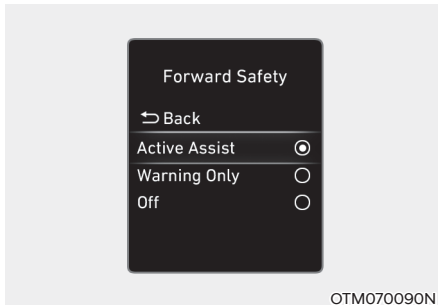 Forward Safety
Back
Active Assist
Warning Only
Off
OTM070090N